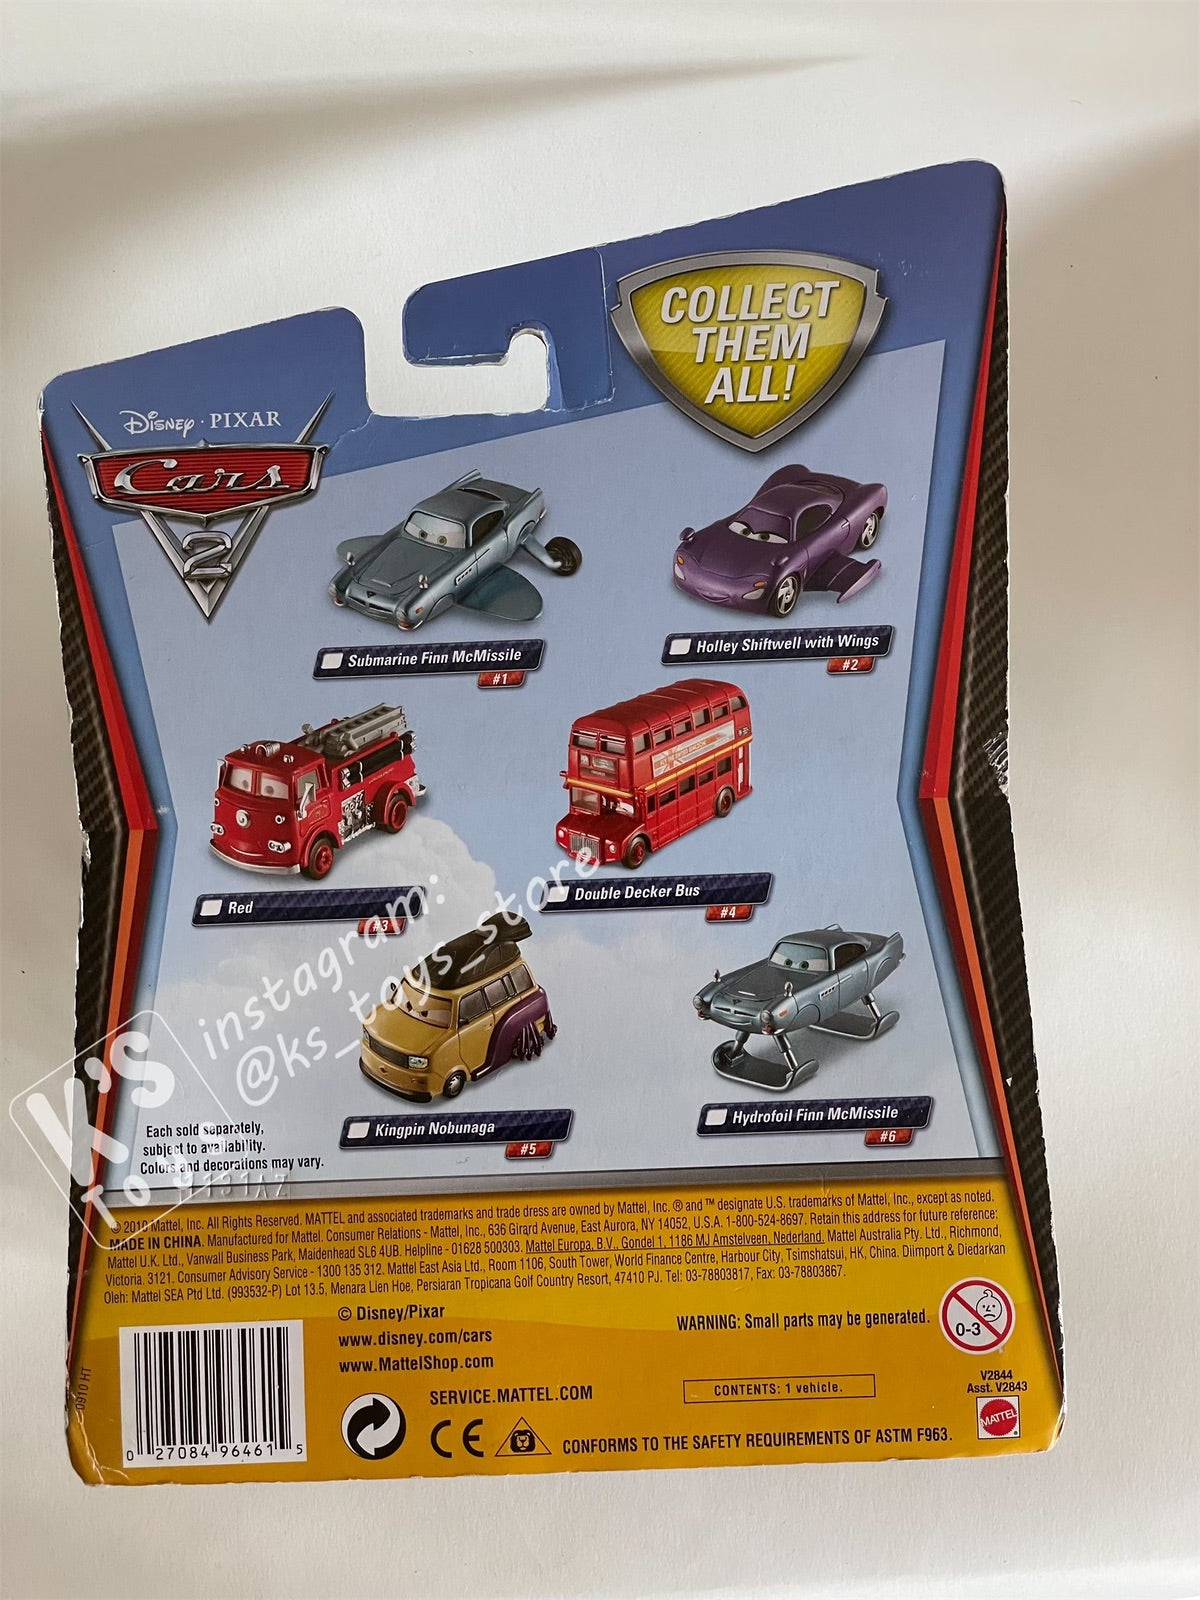 COLLECT
THEM
ALL!
Disney · PIXAR
Cars
2
Submarine Finn McMissile
#1
Holley Shiftwell with Wings
#2
Red
#3
Double Decker Bus
#4
Kingpin Nobunaga
#5
Hydrofoil Finn McMissile
#6
instagram:
@ks_toys_store
K'S
Toys
Each sold separately,
subject to availability.
Colors and decorations may vary.
© 2010 Mattel, Inc. All Rights Reserved. MATTEL and associated trademarks and trade dress are owned by Mattel, Inc. ® and ™ designate U.S. trademarks of Mattel, Inc., except as noted.
MADE IN CHINA. Manufactured for Mattel. Consumer Relations - Mattel, Inc., 636 Girard Avenue, East Aurora, NY 14052, U.S.A. 1-800-524-8697. Retain this address for future reference:
Mattel U.K. Ltd., Vanwall Business Park, Maidenhead SL6 4UB. Helpline - 01628 500303. Mattel Europa, B.V., Gondel 1, 1186 MJ Amstelveen, Nederland. Mattel Australia Pty. Ltd., Richmond,
Victoria. 3121. Consumer Advisory Service - 1300 135 312. Mattel East Asia Ltd., Room 1106, South Tower, World Finance Centre, Harbour City, Tsimshatsui, HK, China. Diimport & Diedarkan
Oleh: Mattel SEA Ptd Ltd. (993532-P) Lot 13.5, Menara Lien Hoe, Persiaran Tropicana Golf Country Resort, 47410 PJ. Tel: 03-78803817, Fax: 03-78803867.
© Disney/Pixar
www.disney.com/cars
www.MattelShop.com
SERVICE.MATTEL.COM
WARNING: Small parts may be generated.
0-3
CONTENTS: 1 vehicle.
V2844
Asst. V2843
MATTEL
CE
CONFORMS TO THE SAFETY REQUIREMENTS OF ASTM F963.
0910 HT
0 27084 96461 5